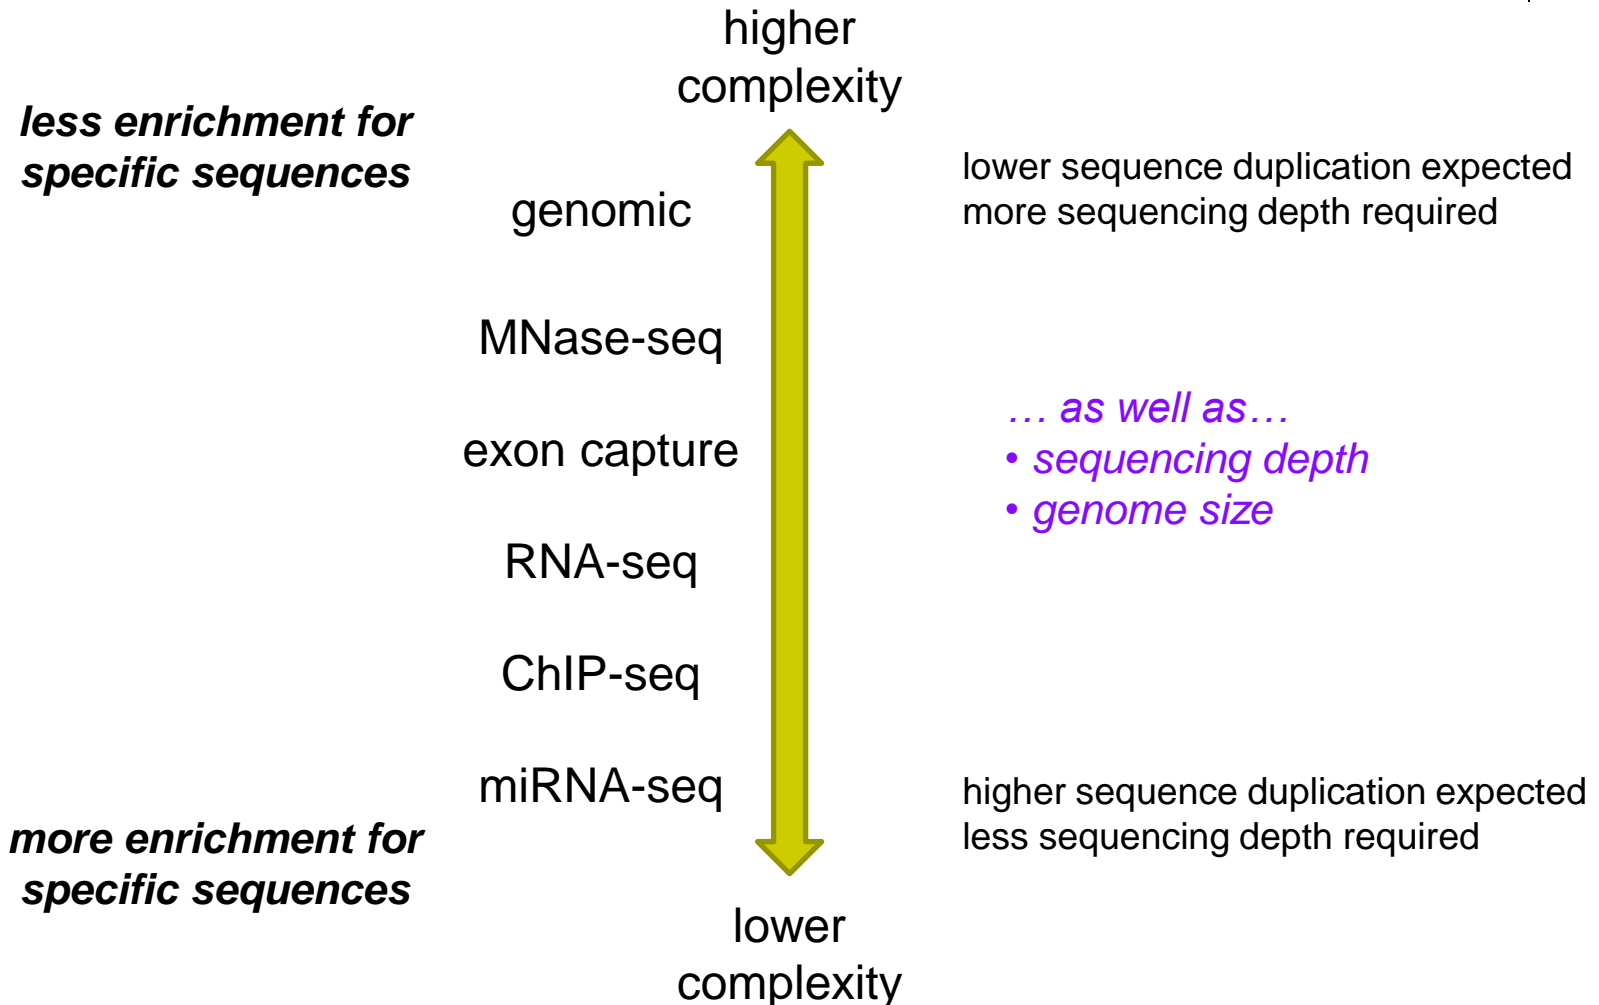 higher
complexity
less enrichment for
specific sequences
lower sequence duplication expected
more sequencing depth required
genomic
MNase-seq
exon capture
… as well as…
• sequencing depth
• genome size
RNA-seq
ChIP-seq
miRNA-seq
higher sequence duplication expected
less sequencing depth required
more enrichment for
specific sequences
lower
complexity